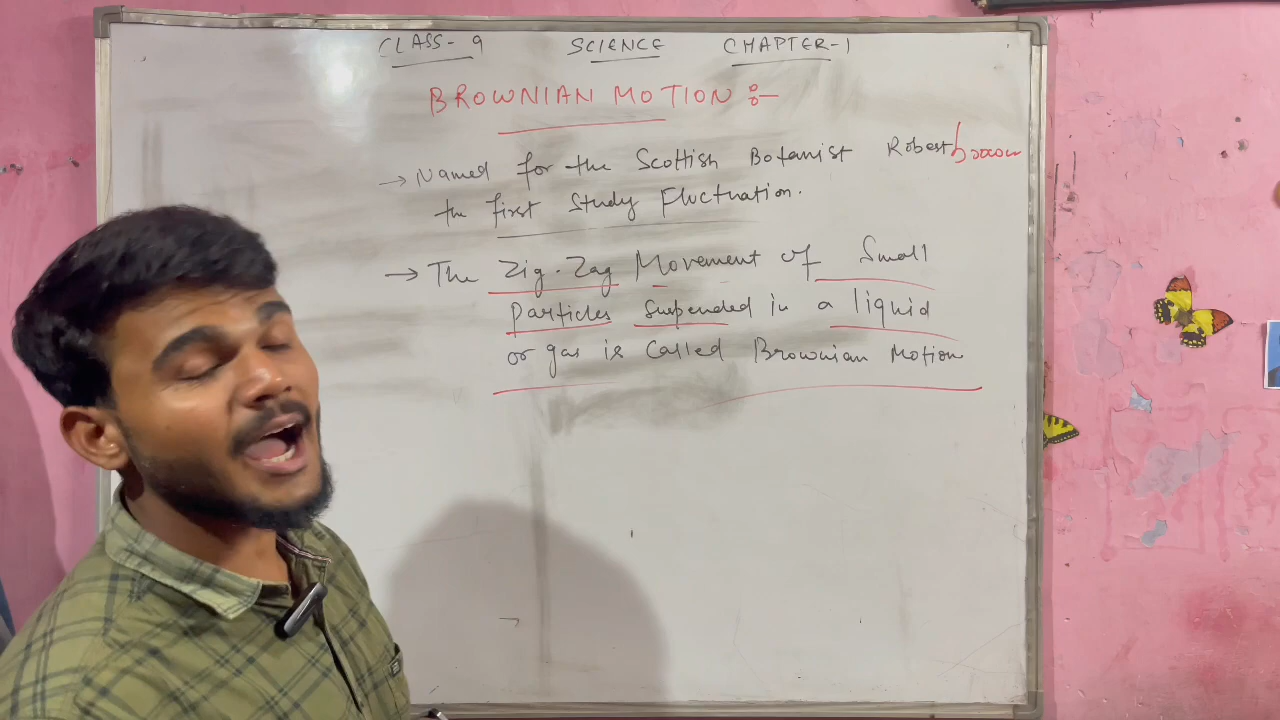 CLASS-9 SCIENCE CHAPTER-1
BROWNIAN MOTION :-
→ Named for the Scottish Botanist Robert brown
the first Study Fluctuation.
→ The Zig-Zag Movement of Small
particles suspended in a liquid
or gas is Called Brownian Motion